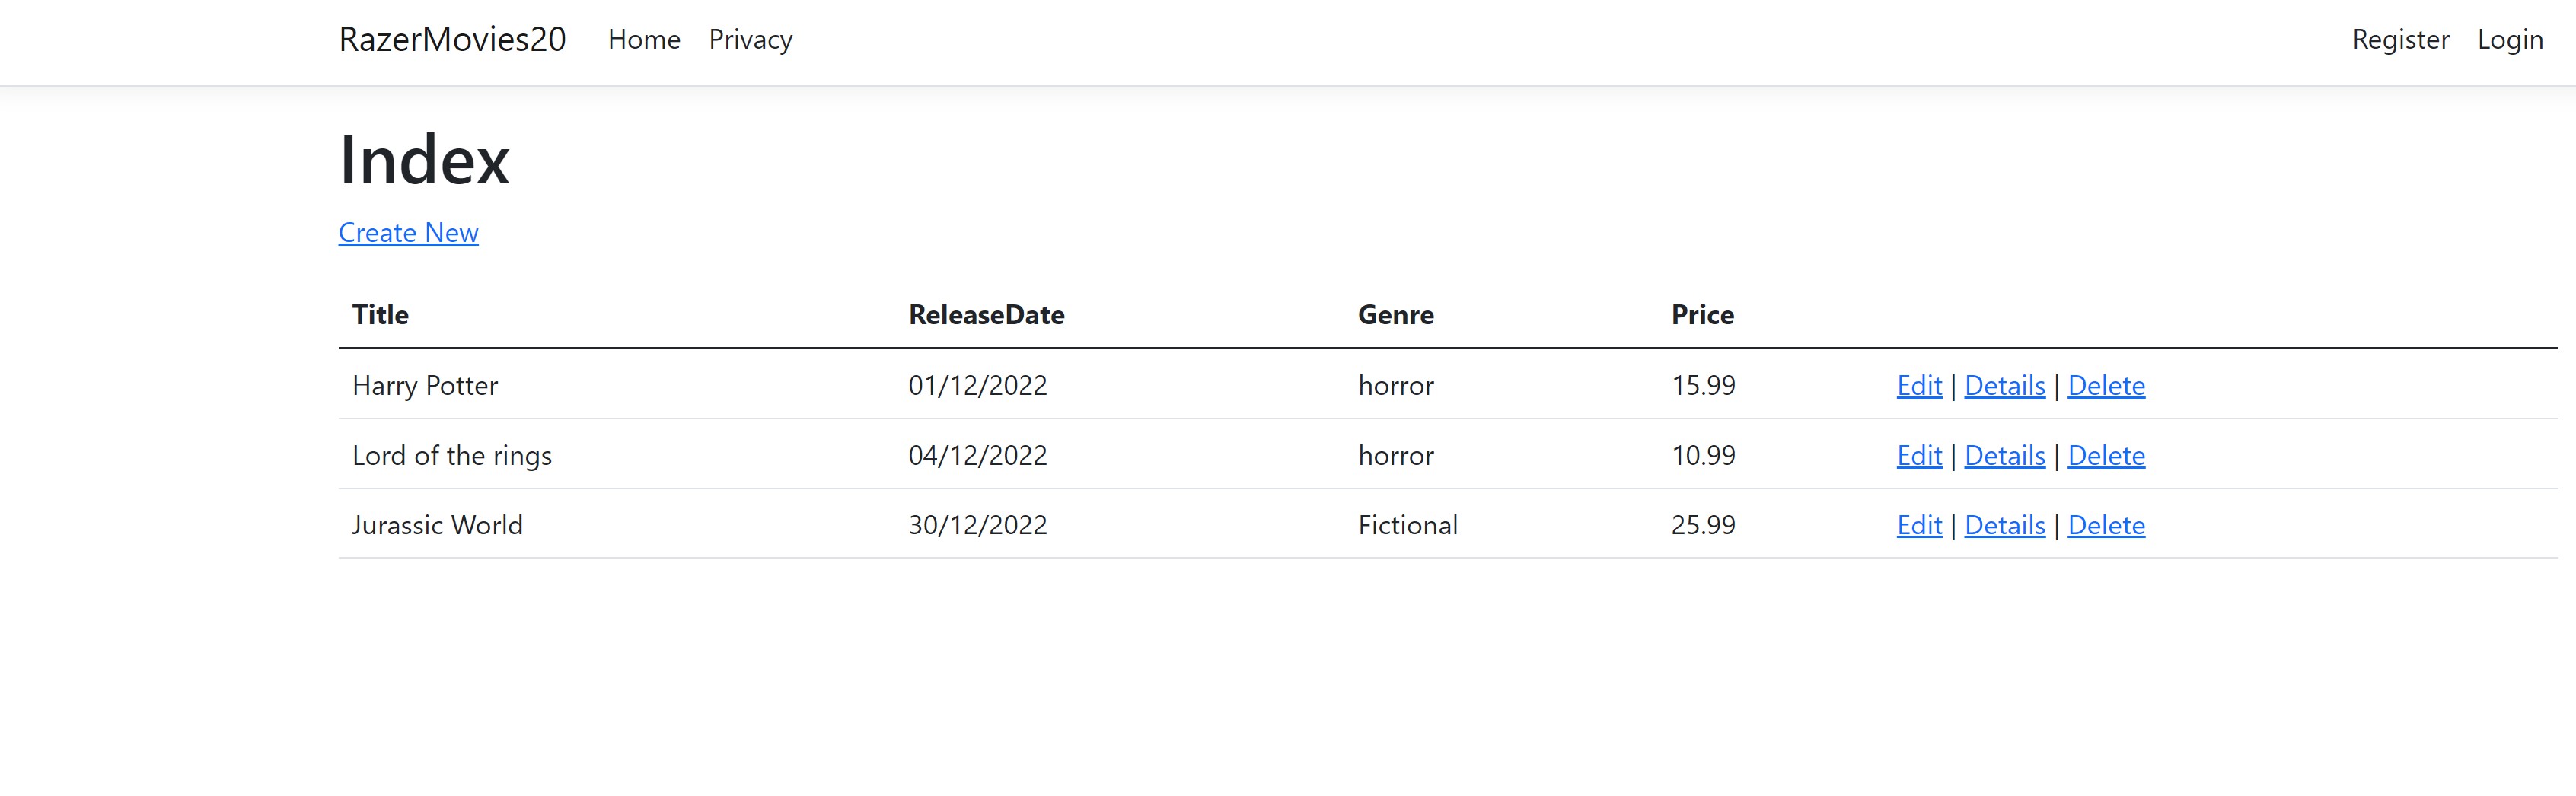 RazerMovies20 Home Privacy Register Login
Index
Create New
Title ReleaseDate Genre Price
Harry Potter 01/12/2022 horror 15.99 Edit | Details | Delete
Lord of the rings 04/12/2022 horror 10.99 Edit | Details | Delete
Jurassic World 30/12/2022 Fictional 25.99 Edit | Details | Delete